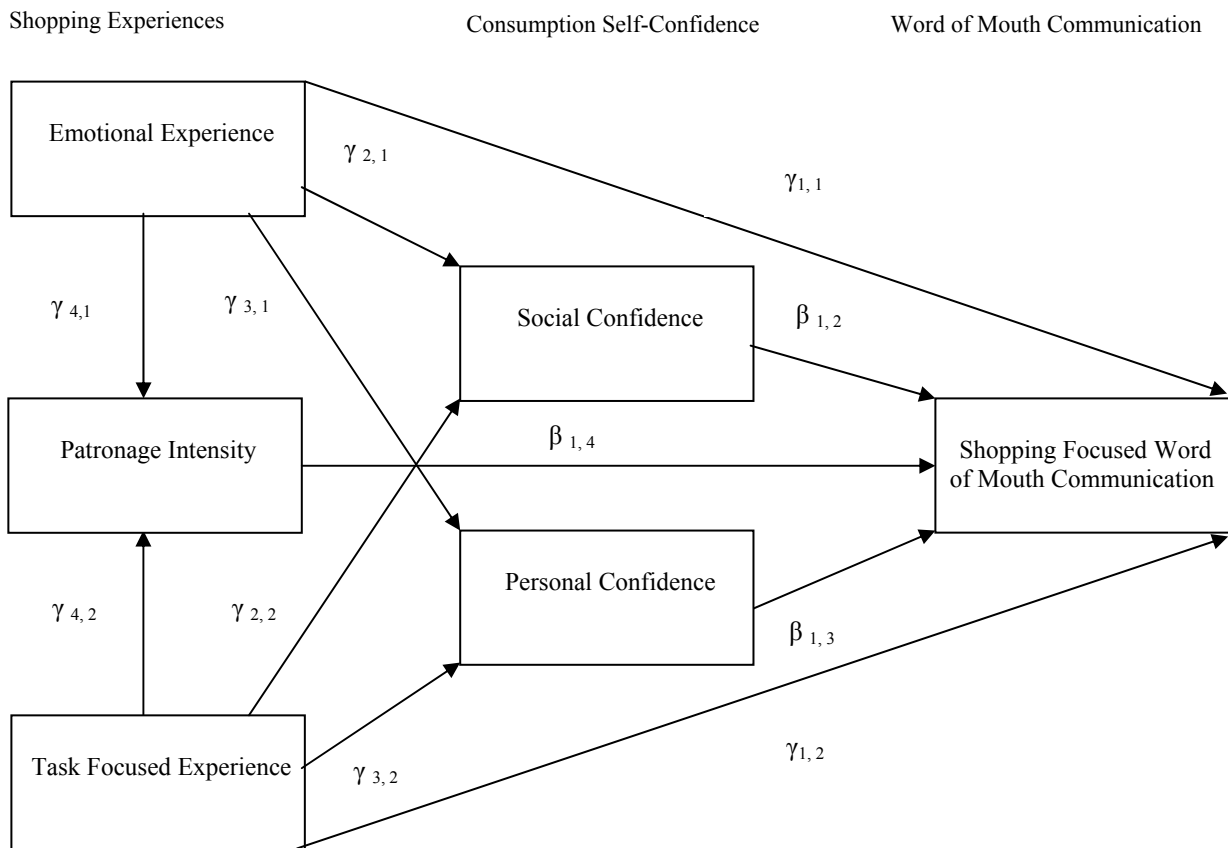 Shopping Experiences
Consumption Self-Confidence
Word of Mouth Communication
Emotional Experience
γ 2, 1
γ1, 1
γ 4,1
γ 3, 1
Social Confidence
β 1, 2
Patronage Intensity
β 1, 4
Shopping Focused Word
of Mouth Communication
γ 4, 2
γ 2, 2
Personal Confidence
β 1, 3
Task Focused Experience
γ 3, 2
γ1, 2